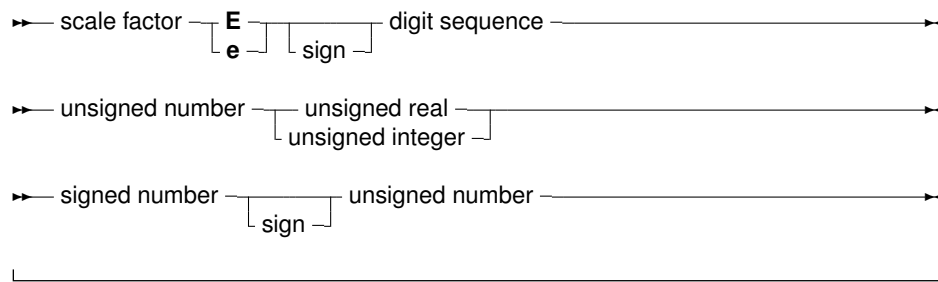 scale factor E sign digit sequence
e
unsigned number unsigned real
unsigned integer
signed number sign unsigned number